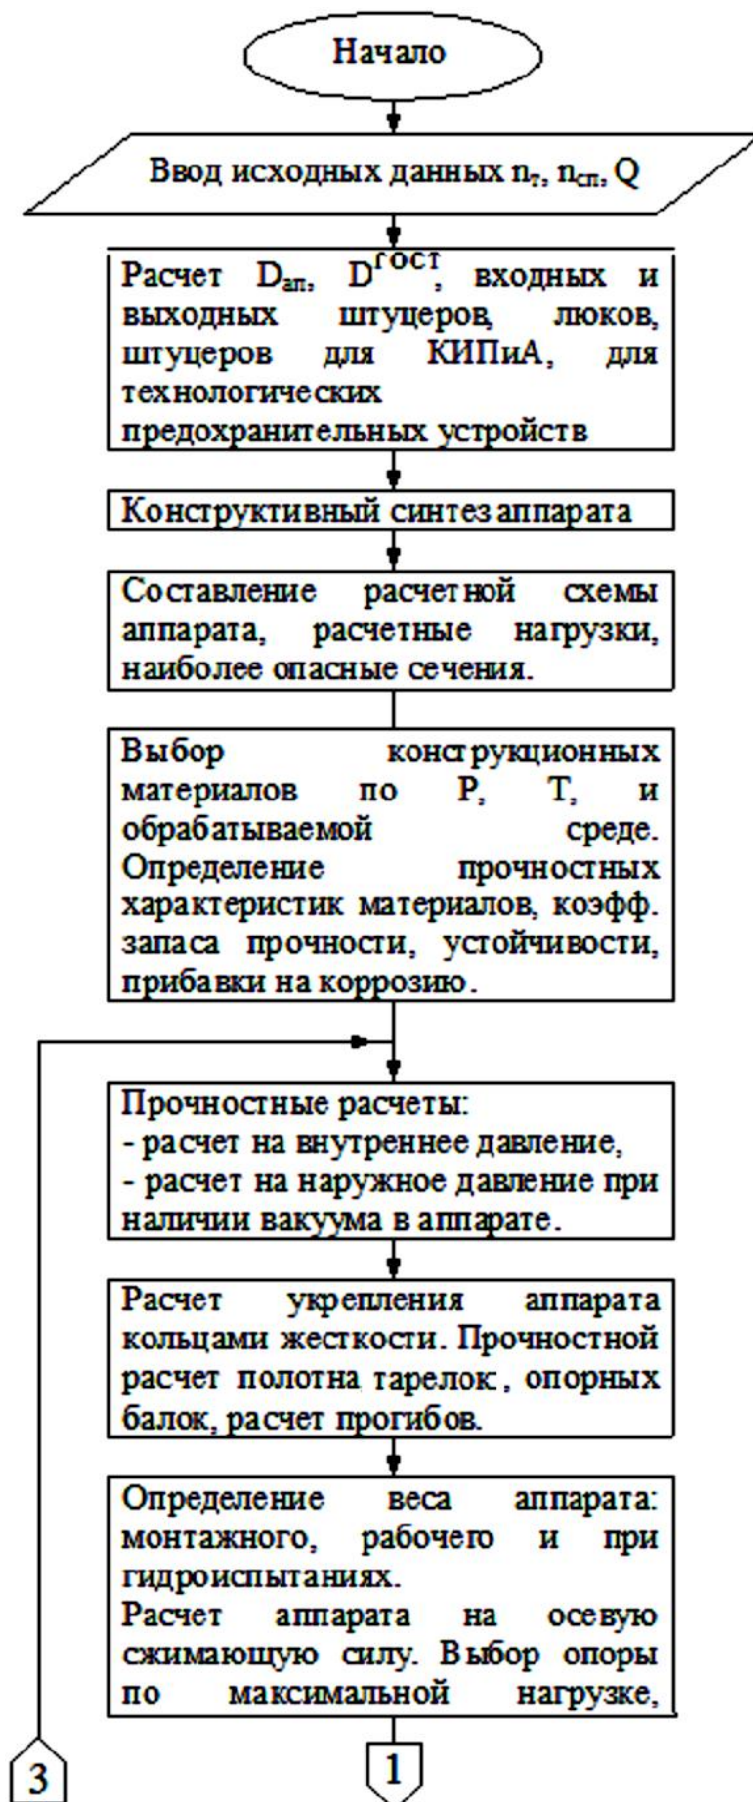 Начало
Ввод исходных данных nт, nсп, Q
Расчет Dап, D^ГОСТ, входных и
выходных штуцеров, люков,
штуцеров для КИПиА, для
технологических
предохранительных устройств
Конструктивный синтез аппарата
Составление расчетной схемы
аппарата, расчетные нагрузки,
наиболее опасные сечения.
Выбор конструкционных
материалов по P, T, и
обрабатываемой среде.
Определение прочностных
характеристик материалов, коэфф.
запаса прочности, устойчивости,
прибавки на коррозию.
Прочностные расчеты:
- расчет на внутреннее давление,
- расчет на наружное давление при
наличии вакуума в аппарате.
Расчет укрепления аппарата
кольцами жесткости. Прочностной
расчет полотна тарелок, опорных
балок, расчет прогибов.
Определение веса аппарата:
монтажного, рабочего и при
гидроиспытаниях.
Расчет аппарата на осевую
сжимающую силу. Выбор опоры
по максимальной нагрузке,
3
1